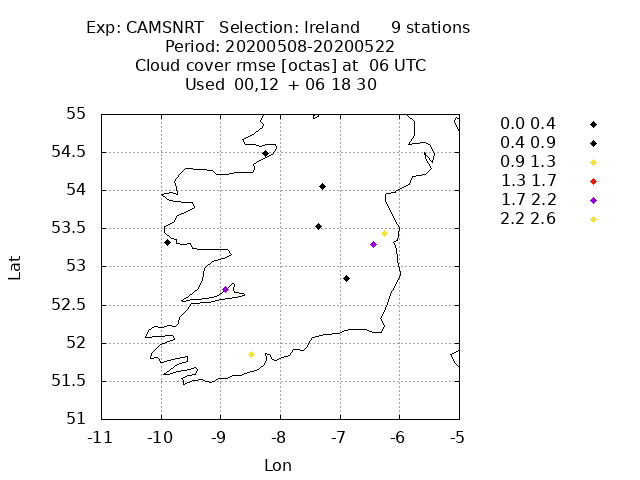 Exp: CAMSNRT Selection: Ireland 9 stations
Period: 20200508-20200522
Cloud cover rmse [octas] at 06 UTC
Used 00,12 + 06 18 30
55
54.5
54
53.5
53
52.5
52
51.5
51
Lat
-11 -10 -9 -8 -7 -6 -5
Lon
0.0 0.4
0.4 0.9
0.9 1.3
1.3 1.7
1.7 2.2
2.2 2.6